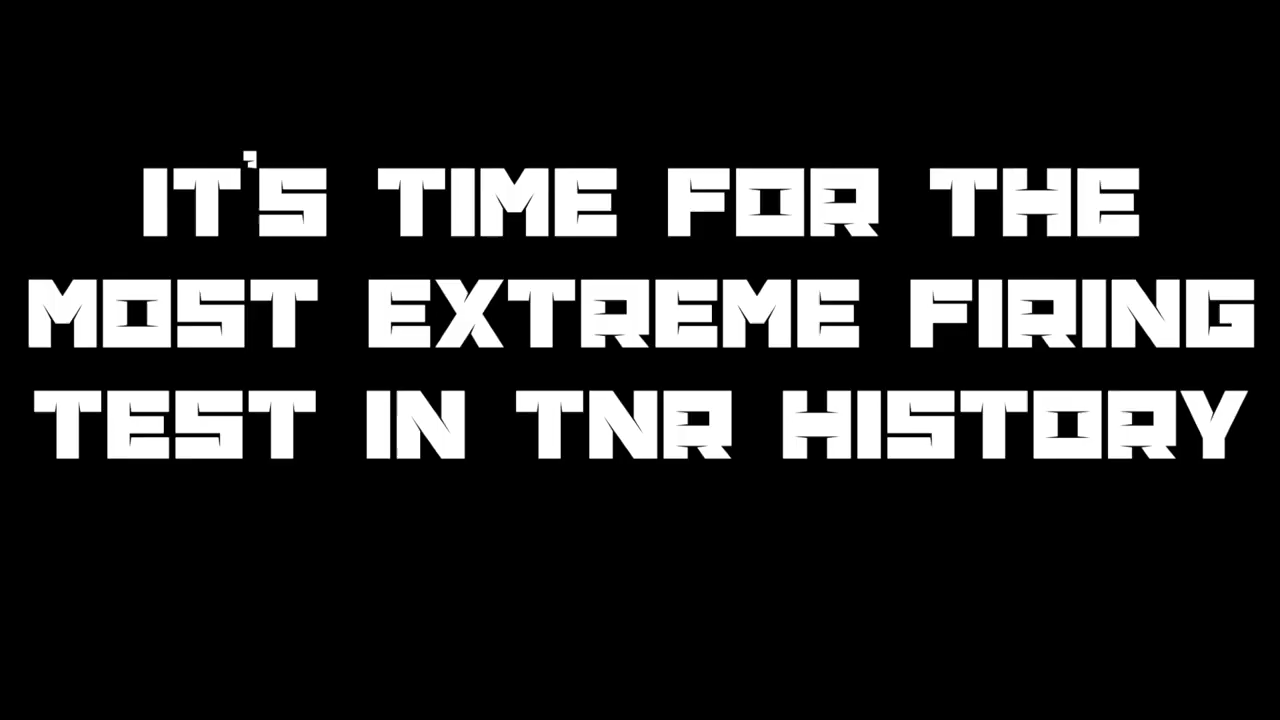 IT'S TIME FOR THE
MOST EXTREME FIRING
TEST IN TNR HISTORY